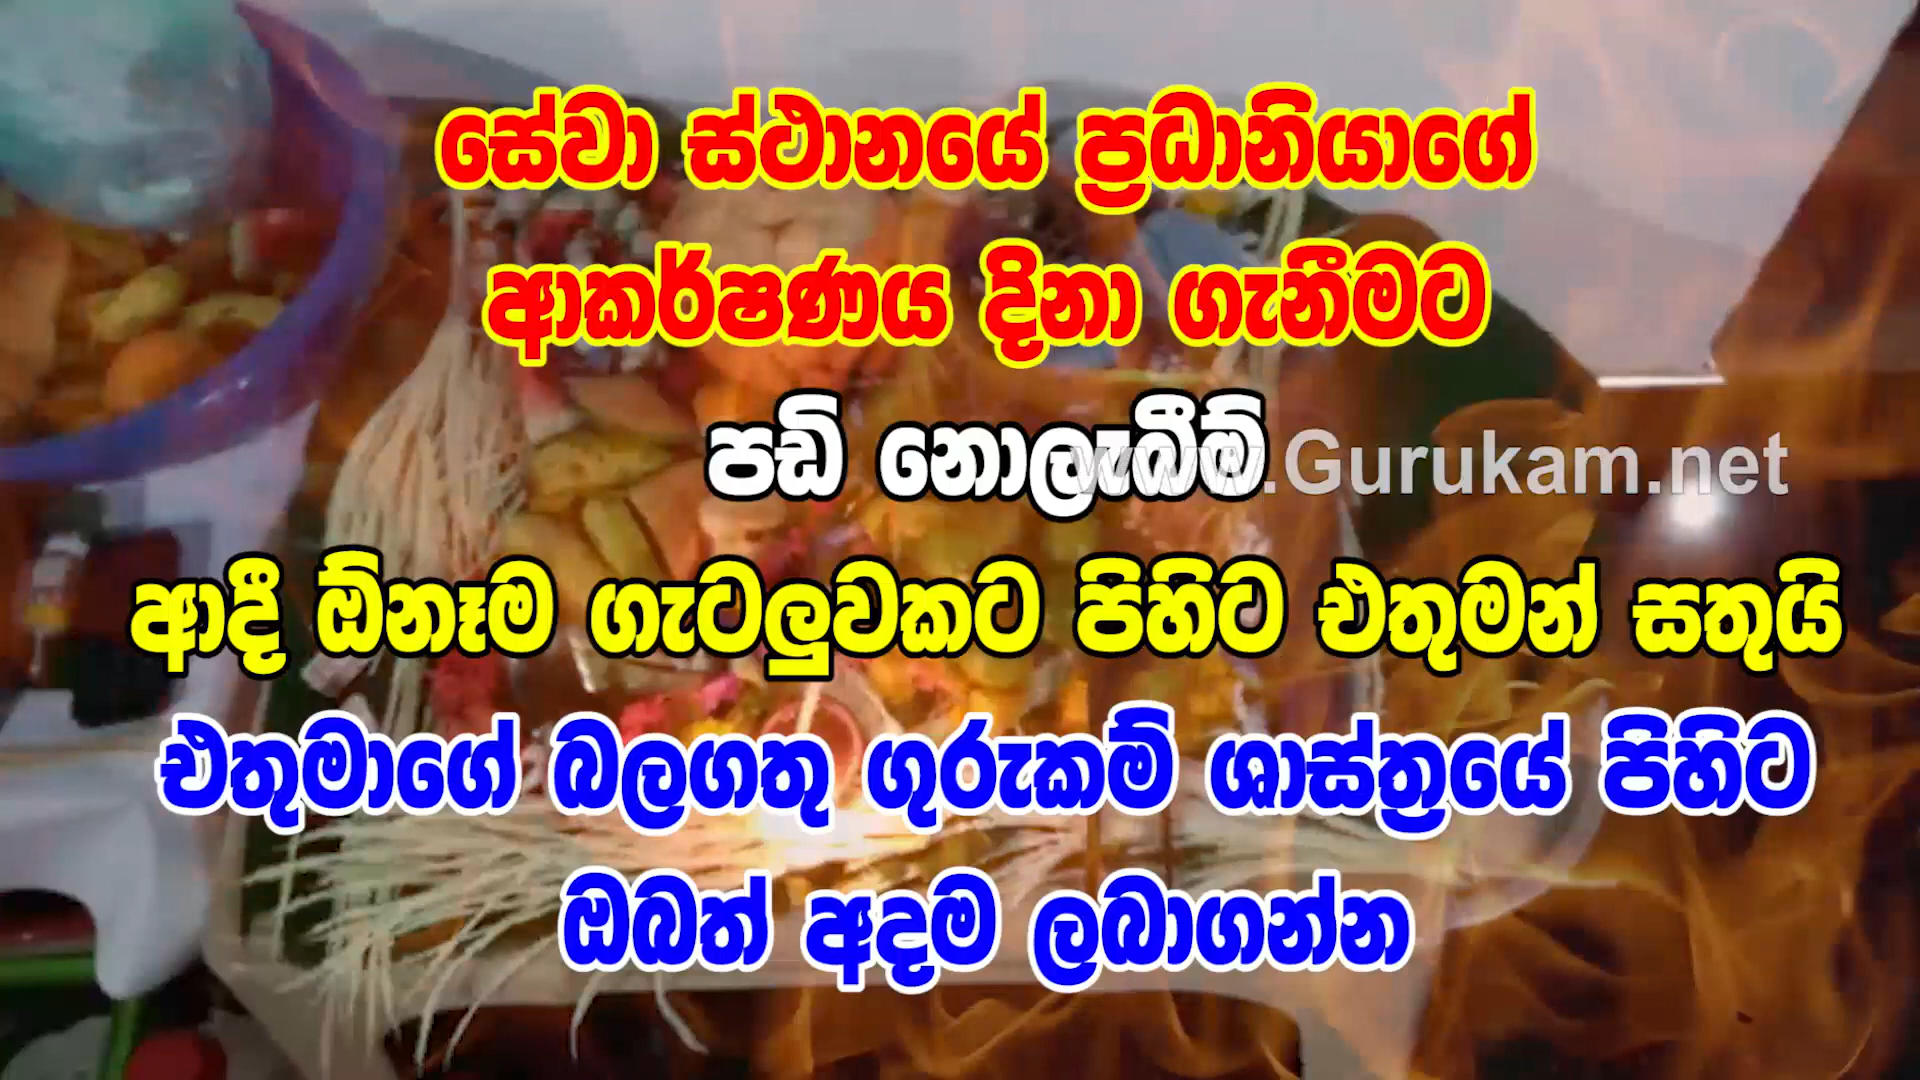 සේවා ස්ථානයේ ප්‍රධානියාගේ
ආකර්ෂණය දිනා ගැනීමට
පඩි නොලැබීම්
www.Gurukam.net
ආදී ඕනෑම ගැටලුවකට පිහිට එතුමන් සතුයි
එතුමාගේ බලගතු ගුරුකම් ශාස්ත්‍රයේ පිහිට
ඔබත් අදම ලබාගන්න